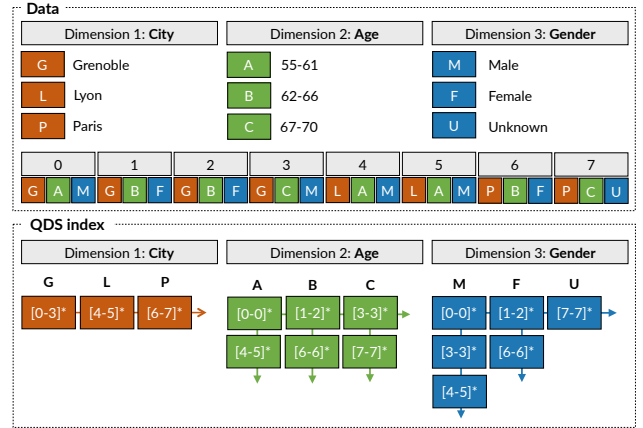 Data
Dimension 1: City Dimension 2: Age Dimension 3: Gender
G Grenoble A 55-61 M Male
L Lyon B 62-66 F Female
P Paris C 67-70 U Unknown
0 1 2 3 4 5 6 7
G A M G B F G B F G C M L A M L A M P B F P C U
QDS index
Dimension 1: City Dimension 2: Age Dimension 3: Gender
G L P A B C M F U
[0-3]* [4-5]* [6-7]* [0-0]* [1-2]* [3-3]* [0-0]* [1-2]* [7-7]*
[4-5]* [6-6]* [7-7]* [3-3]* [6-6]*
[4-5]*